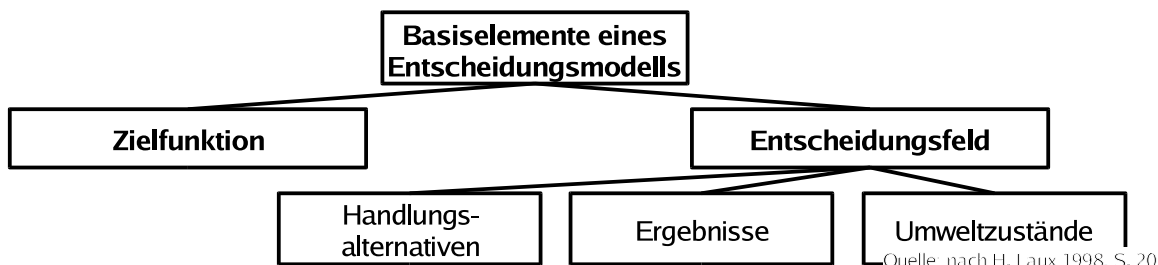 Basiselemente eines
Entscheidungsmodells
Zielfunktion
Entscheidungsfeld
Handlungs-
alternativen
Ergebnisse
Umweltzustände
Quelle: nach H. Laux 1998, S. 20